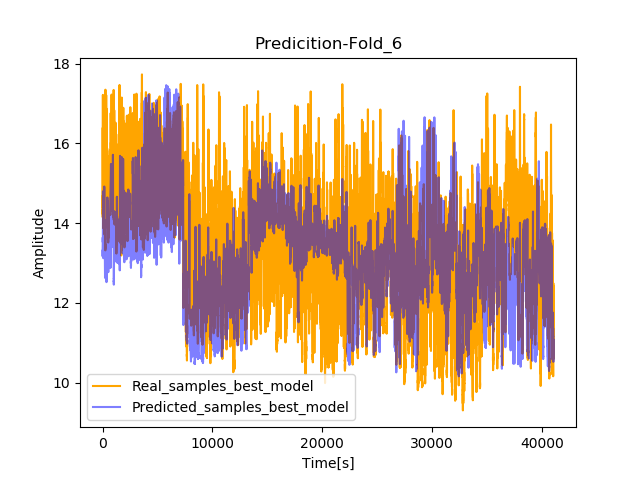 Predicition-Fold_6
18
16
14
12
10
Amplitude
Real_samples_best_model
Predicted_samples_best_model
0
10000
20000
30000
40000
Time[s]